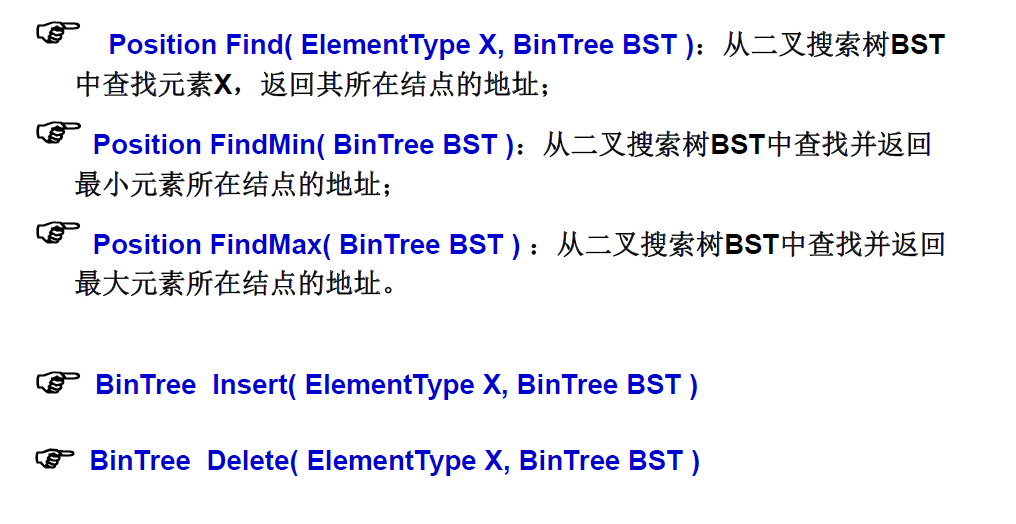 Position Find( ElementType X, BinTree BST )：从二叉搜索树BST
中查找元素X，返回其所在结点的地址；
Position FindMin( BinTree BST )：从二叉搜索树BST中查找并返回
最小元素所在结点的地址；
Position FindMax( BinTree BST ) ：从二叉搜索树BST中查找并返回
最大元素所在结点的地址。
BinTree Insert( ElementType X, BinTree BST )
BinTree Delete( ElementType X, BinTree BST )